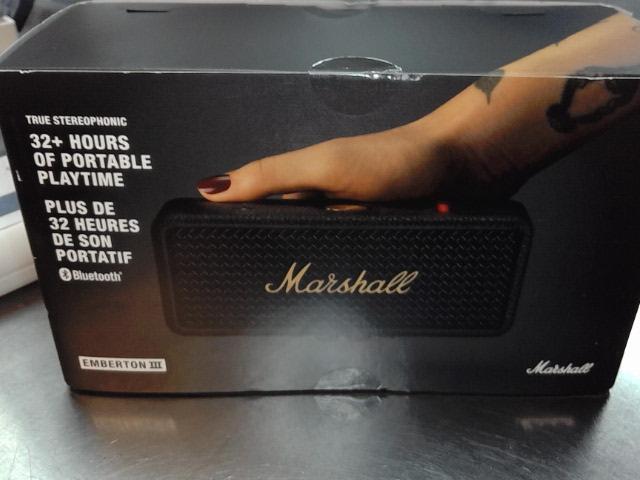 TRUE STEREOPHONIC
32+ HOURS
OF PORTABLE
PLAYTIME
PLUS DE
32 HEURES
DE SON
PORTATIF
Bluetooth®
Marshall
EMBERTON III
Marshall